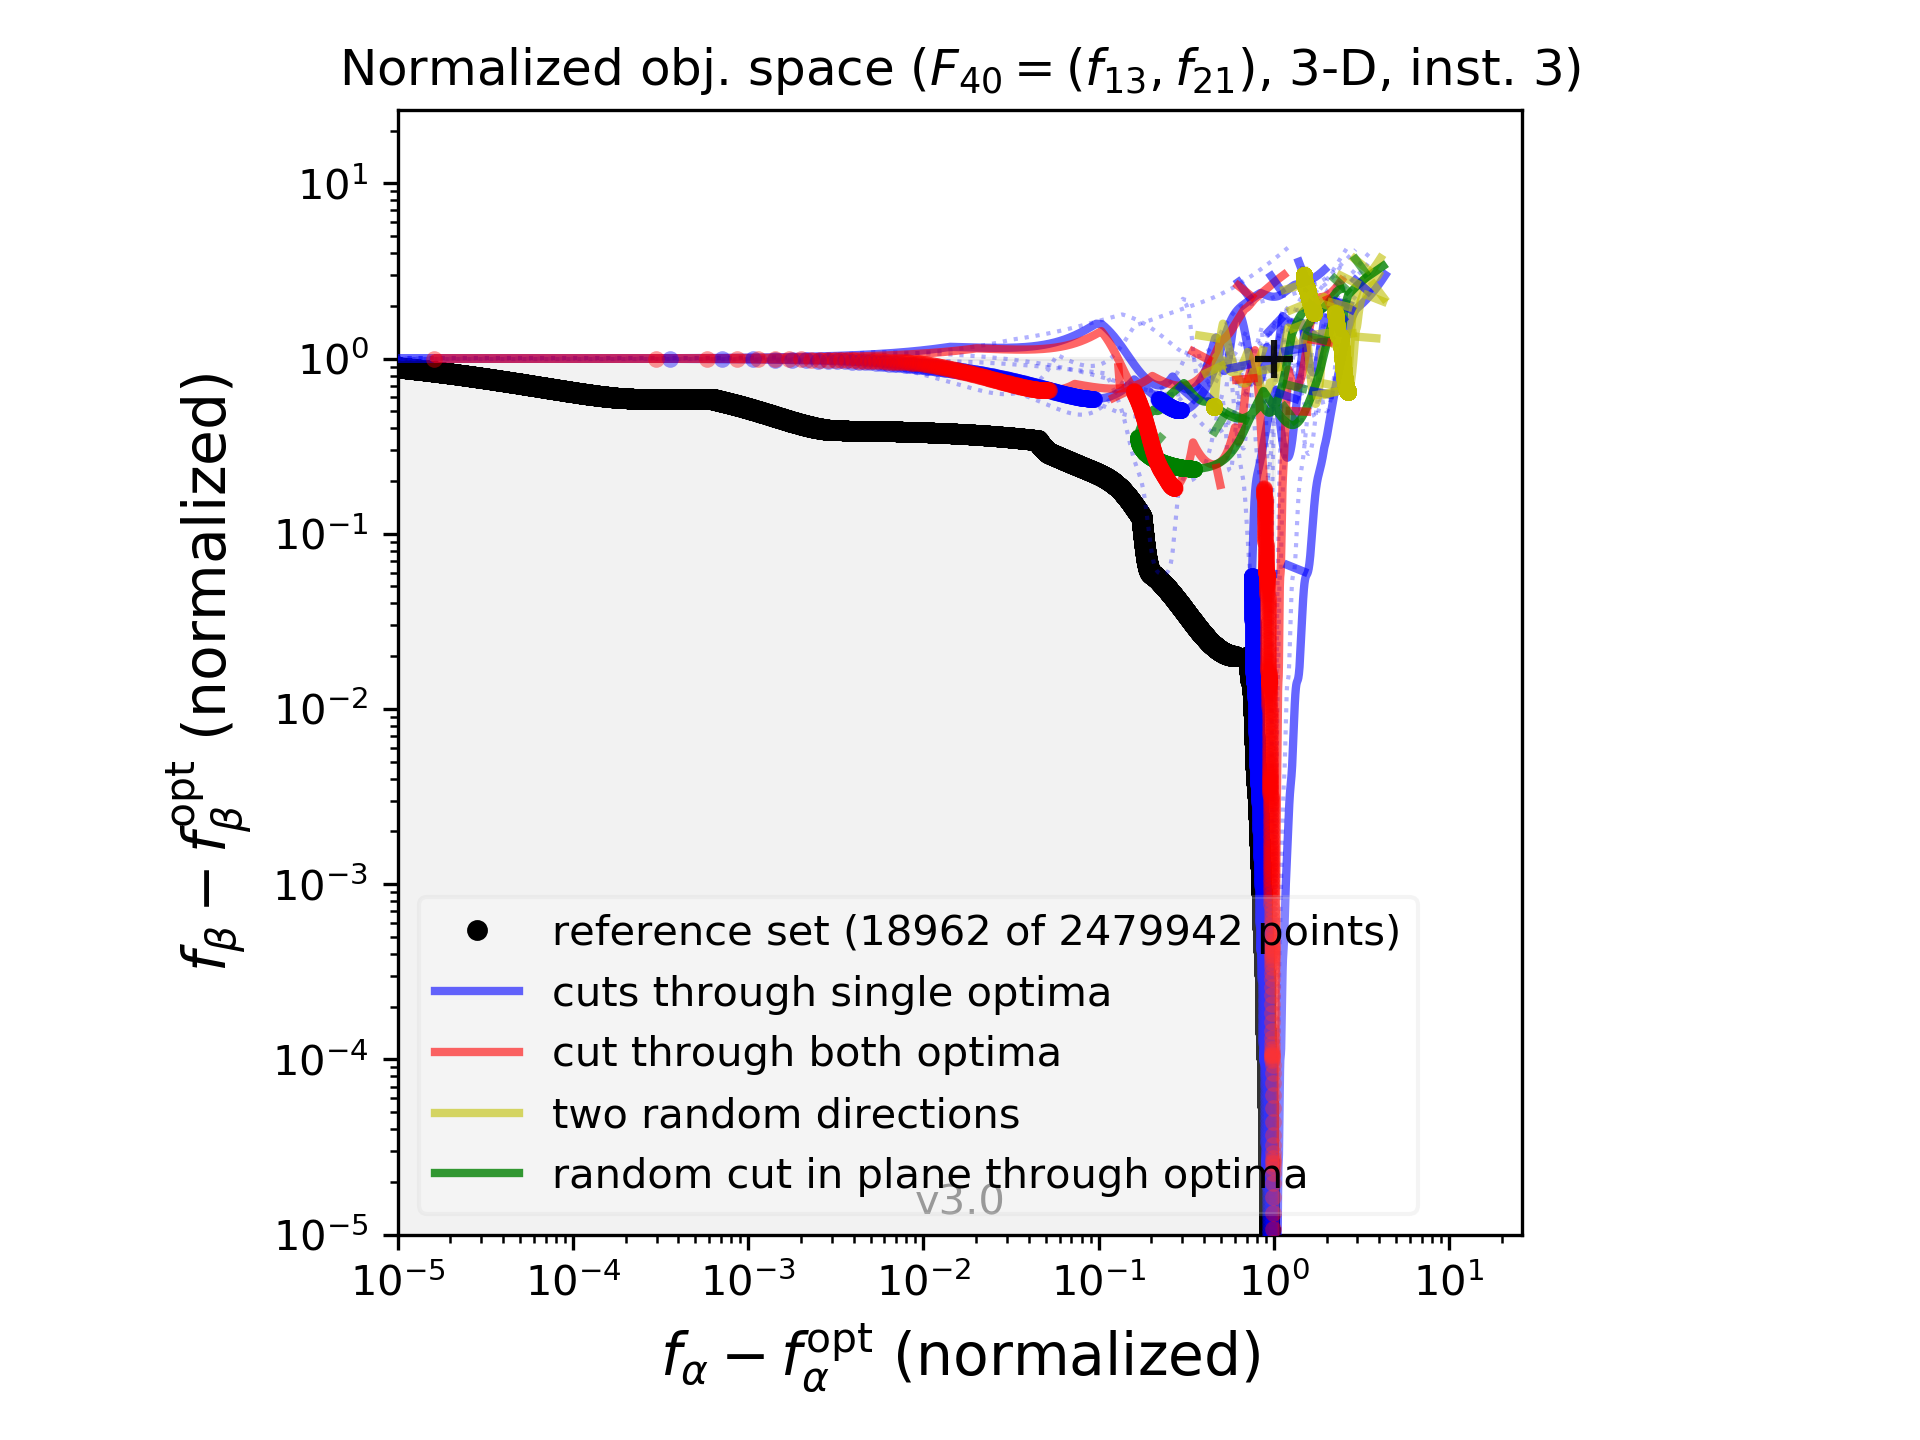 Normalized obj. space (F₄₀ = (f₁₃, f₂₁), 3-D, inst. 3)
f_β − f_β^opt (normalized)
10¹
10⁰
10⁻¹
10⁻²
10⁻³
10⁻⁴
10⁻⁵
reference set (18962 of 2479942 points)
cuts through single optima
cut through both optima
two random directions
random cut in plane through optima
v3.0
10⁻⁵ 10⁻⁴ 10⁻³ 10⁻² 10⁻¹ 10⁰ 10¹
f_α − f_α^opt (normalized)